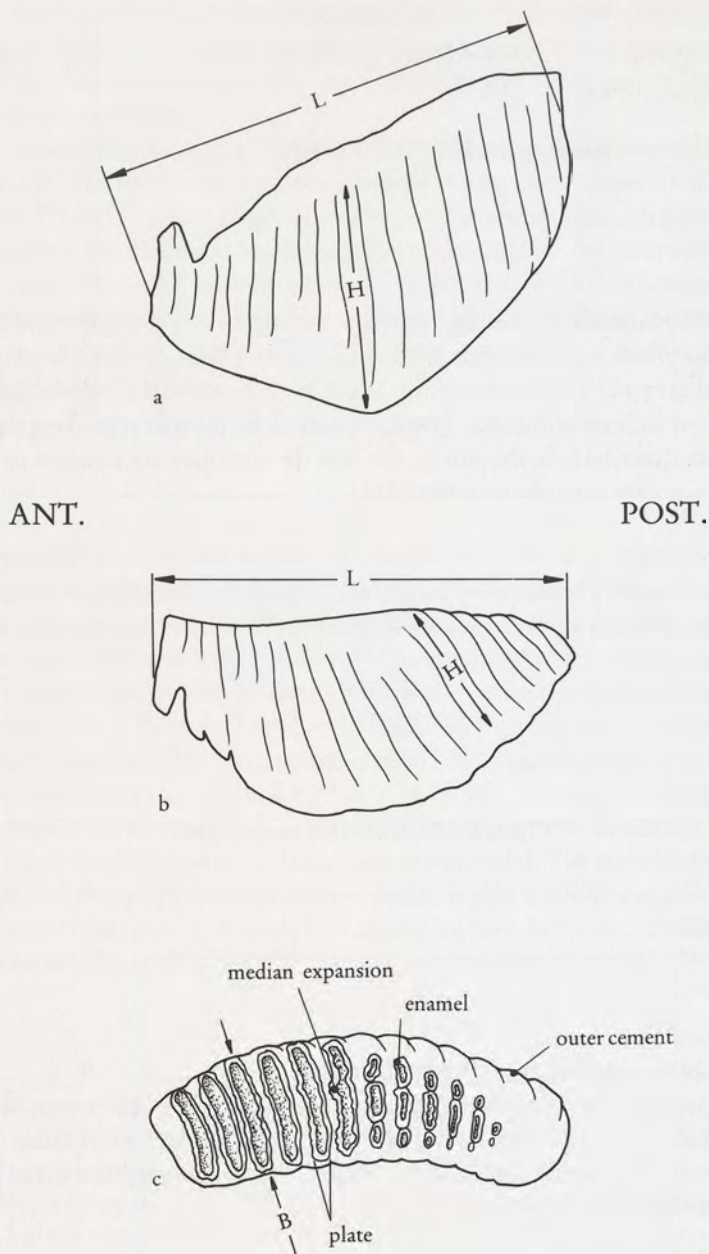 L
H
a
ANT. POST.
L
H
b
median expansion
enamel
outer cement
c
B
plate